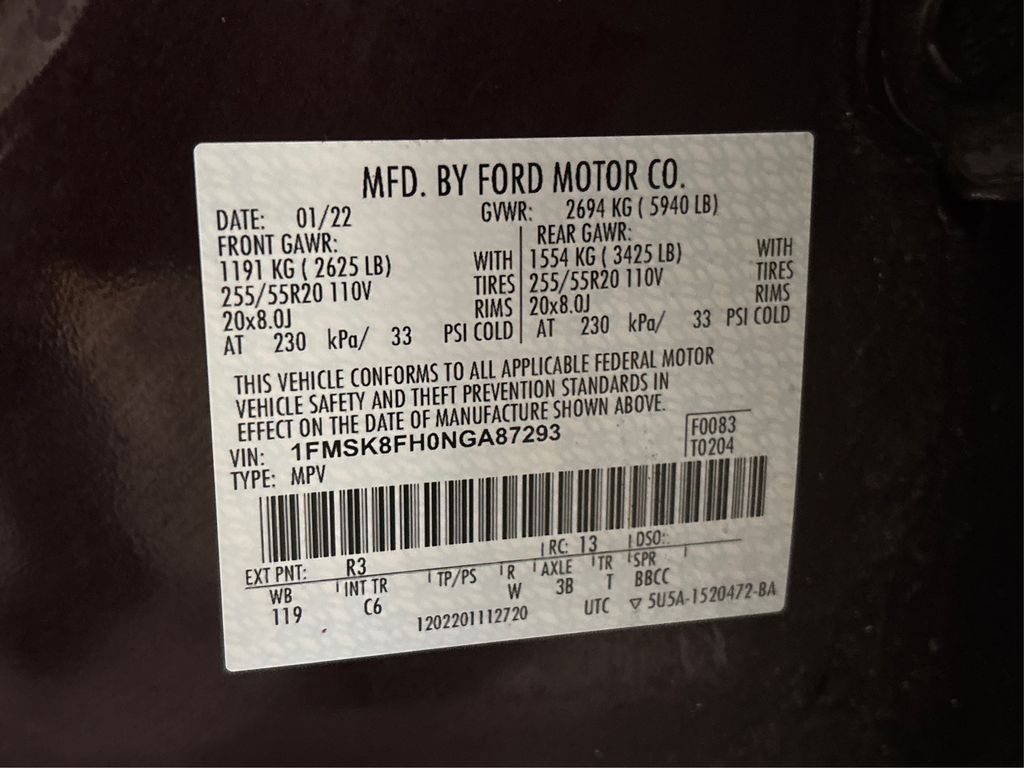 MFD. BY FORD MOTOR CO.
DATE: 01/22 GVWR: 2694 KG ( 5940 LB)
FRONT GAWR: REAR GAWR:
1191 KG ( 2625 LB) WITH 1554 KG ( 3425 LB) WITH
255/55R20 110V TIRES 255/55R20 110V TIRES
20x8.0J RIMS 20x8.0J RIMS
AT 230 kPa/ 33 PSI COLD AT 230 kPa/ 33 PSI COLD
THIS VEHICLE CONFORMS TO ALL APPLICABLE FEDERAL MOTOR
VEHICLE SAFETY AND THEFT PREVENTION STANDARDS IN
EFFECT ON THE DATE OF MANUFACTURE SHOWN ABOVE.
VIN: 1FMSK8FH0NGA87293 F0083
TYPE: MPV T0204
EXT PNT: R3 RC: 13 DSO:
WB INT TR TP/PS R AXLE TR SPR
119 C6 W 3B T BBCC
1202201112720 UTC ▽ 5U5A-1520472-BA